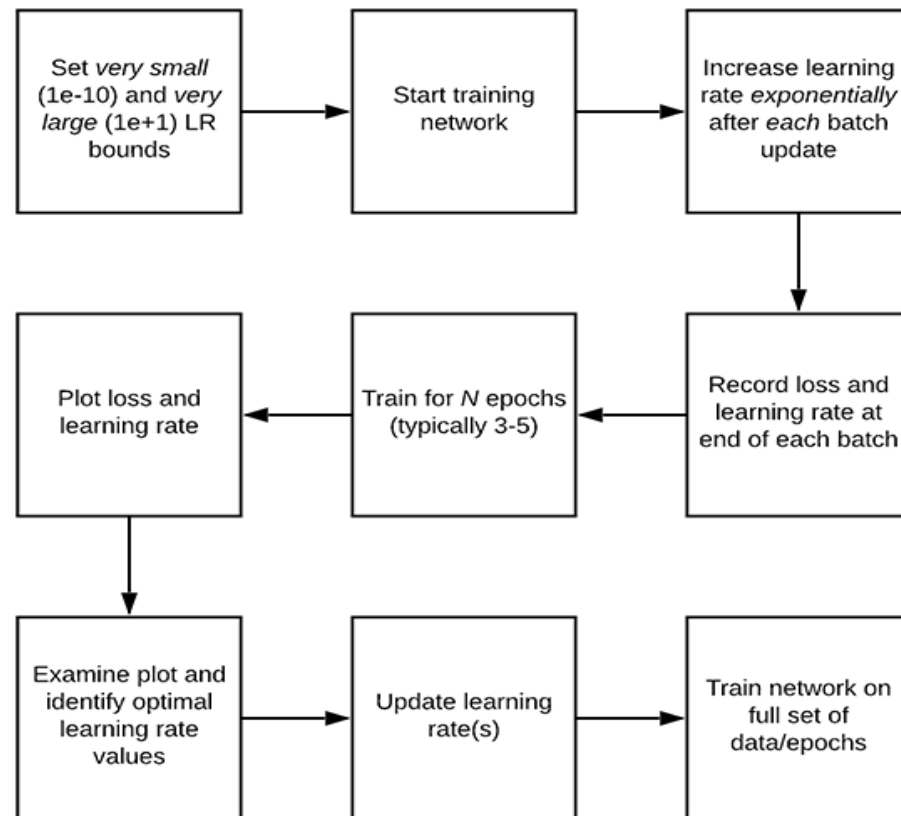 Set very small
(1e-10) and very
large (1e+1) LR
bounds
Start training
network
Increase learning
rate exponentially
after each batch
update
Record loss and
learning rate at
end of each batch
Train for N epochs
(typically 3-5)
Plot loss and
learning rate
Examine plot and
identify optimal
learning rate
values
Update learning
rate(s)
Train network on
full set of
data/epochs